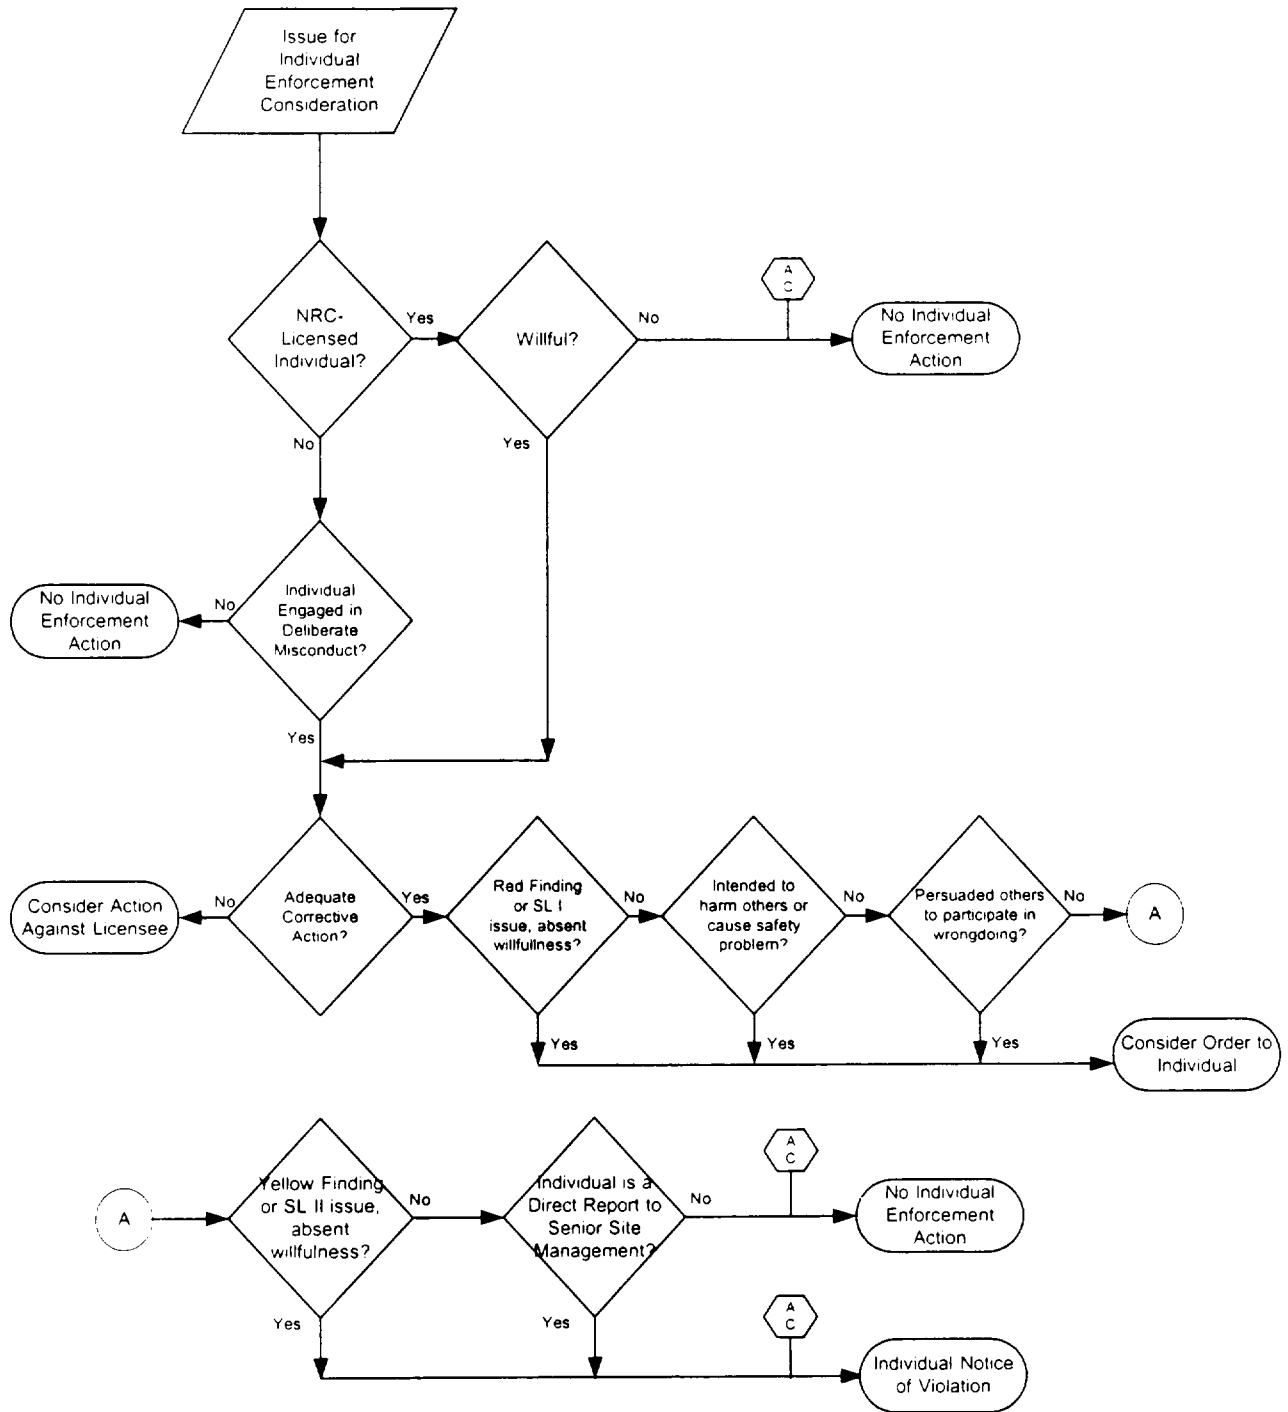 Issue for
Individual
Enforcement
Consideration
NRC-
Licensed
Individual?
Yes
Willful?
No
A
C
No Individual
Enforcement
Action
No
Yes
No Individual
Enforcement
Action
No
Individual
Engaged in
Deliberate
Misconduct?
Yes
Consider Action
Against Licensee
No
Adequate
Corrective
Action?
Yes
Red Finding
or SL I
issue, absent
willfullness?
No
Intended to
harm others or
cause safety
problem?
No
Persuaded others
to participate in
wrongdoing?
No
A
Yes
Yes
Yes
Consider Order to
Individual
A
Yellow Finding
or SL II issue,
absent
willfulness?
No
Individual is a
Direct Report to
Senior Site
Management?
No
A
C
No Individual
Enforcement
Action
Yes
Yes
A
C
Individual Notice
of Violation